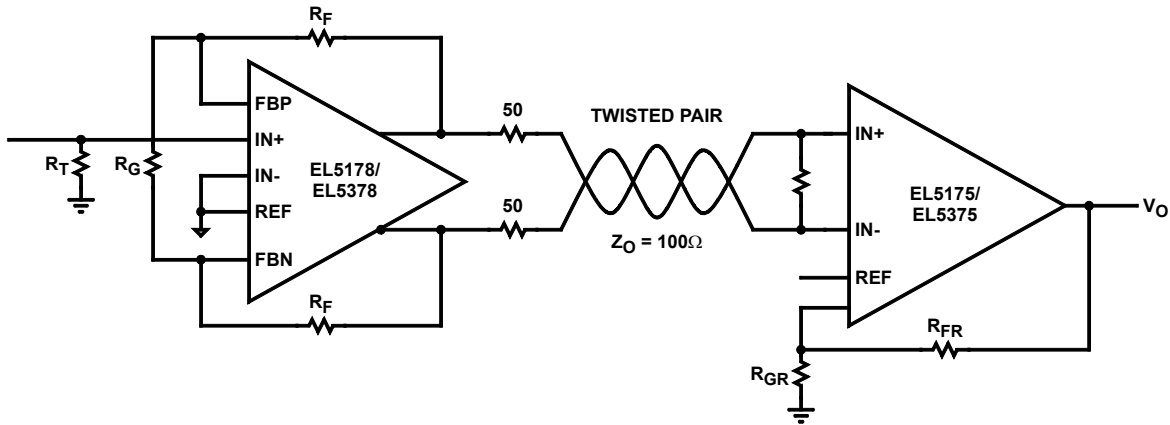 RF
50
TWISTED PAIR
FBP
IN+
IN+
RT
RG
EL5178/
EL5378
IN-
EL5175/
EL5375
VO
REF
50
IN-
ZO = 100Ω
FBN
REF
RF
RFR
RGR